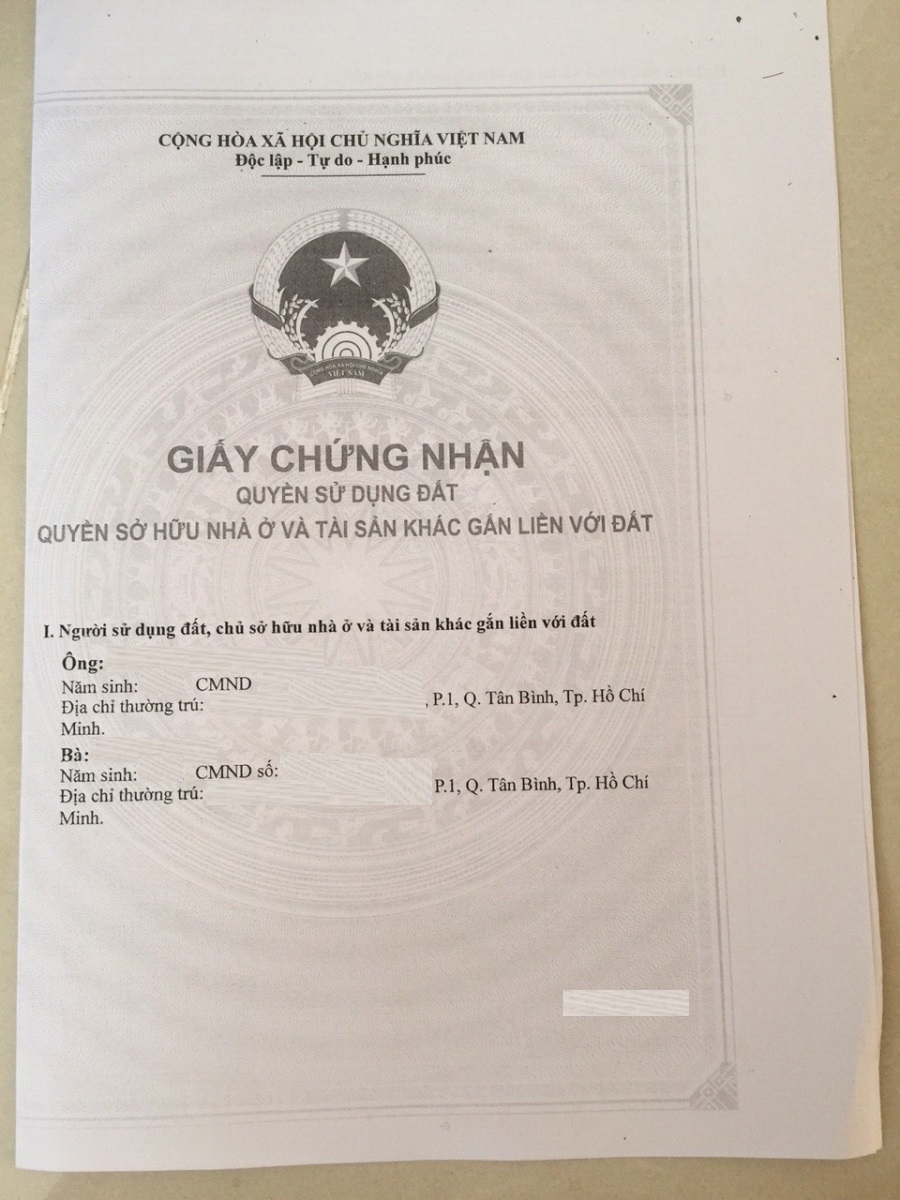 CỘNG HÒA XÃ HỘI CHỦ NGHĨA VIỆT NAM
Độc lập - Tự do - Hạnh phúc
CỘNG HÒA XÃ HỘI CHỦ NGHĨA
VIỆT NAM
GIẤY CHỨNG NHẬN
QUYỀN SỬ DỤNG ĐẤT
QUYỀN SỞ HỮU NHÀ Ở VÀ TÀI SẢN KHÁC GẮN LIỀN VỚI ĐẤT
I. Người sử dụng đất, chủ sở hữu nhà ở và tài sản khác gắn liền với đất
Ông:
Năm sinh: CMND
Địa chỉ thường trú: , P.1, Q. Tân Bình, Tp. Hồ Chí
Minh.
Bà:
Năm sinh: CMND số:
Địa chỉ thường trú: P.1, Q. Tân Bình, Tp. Hồ Chí
Minh.